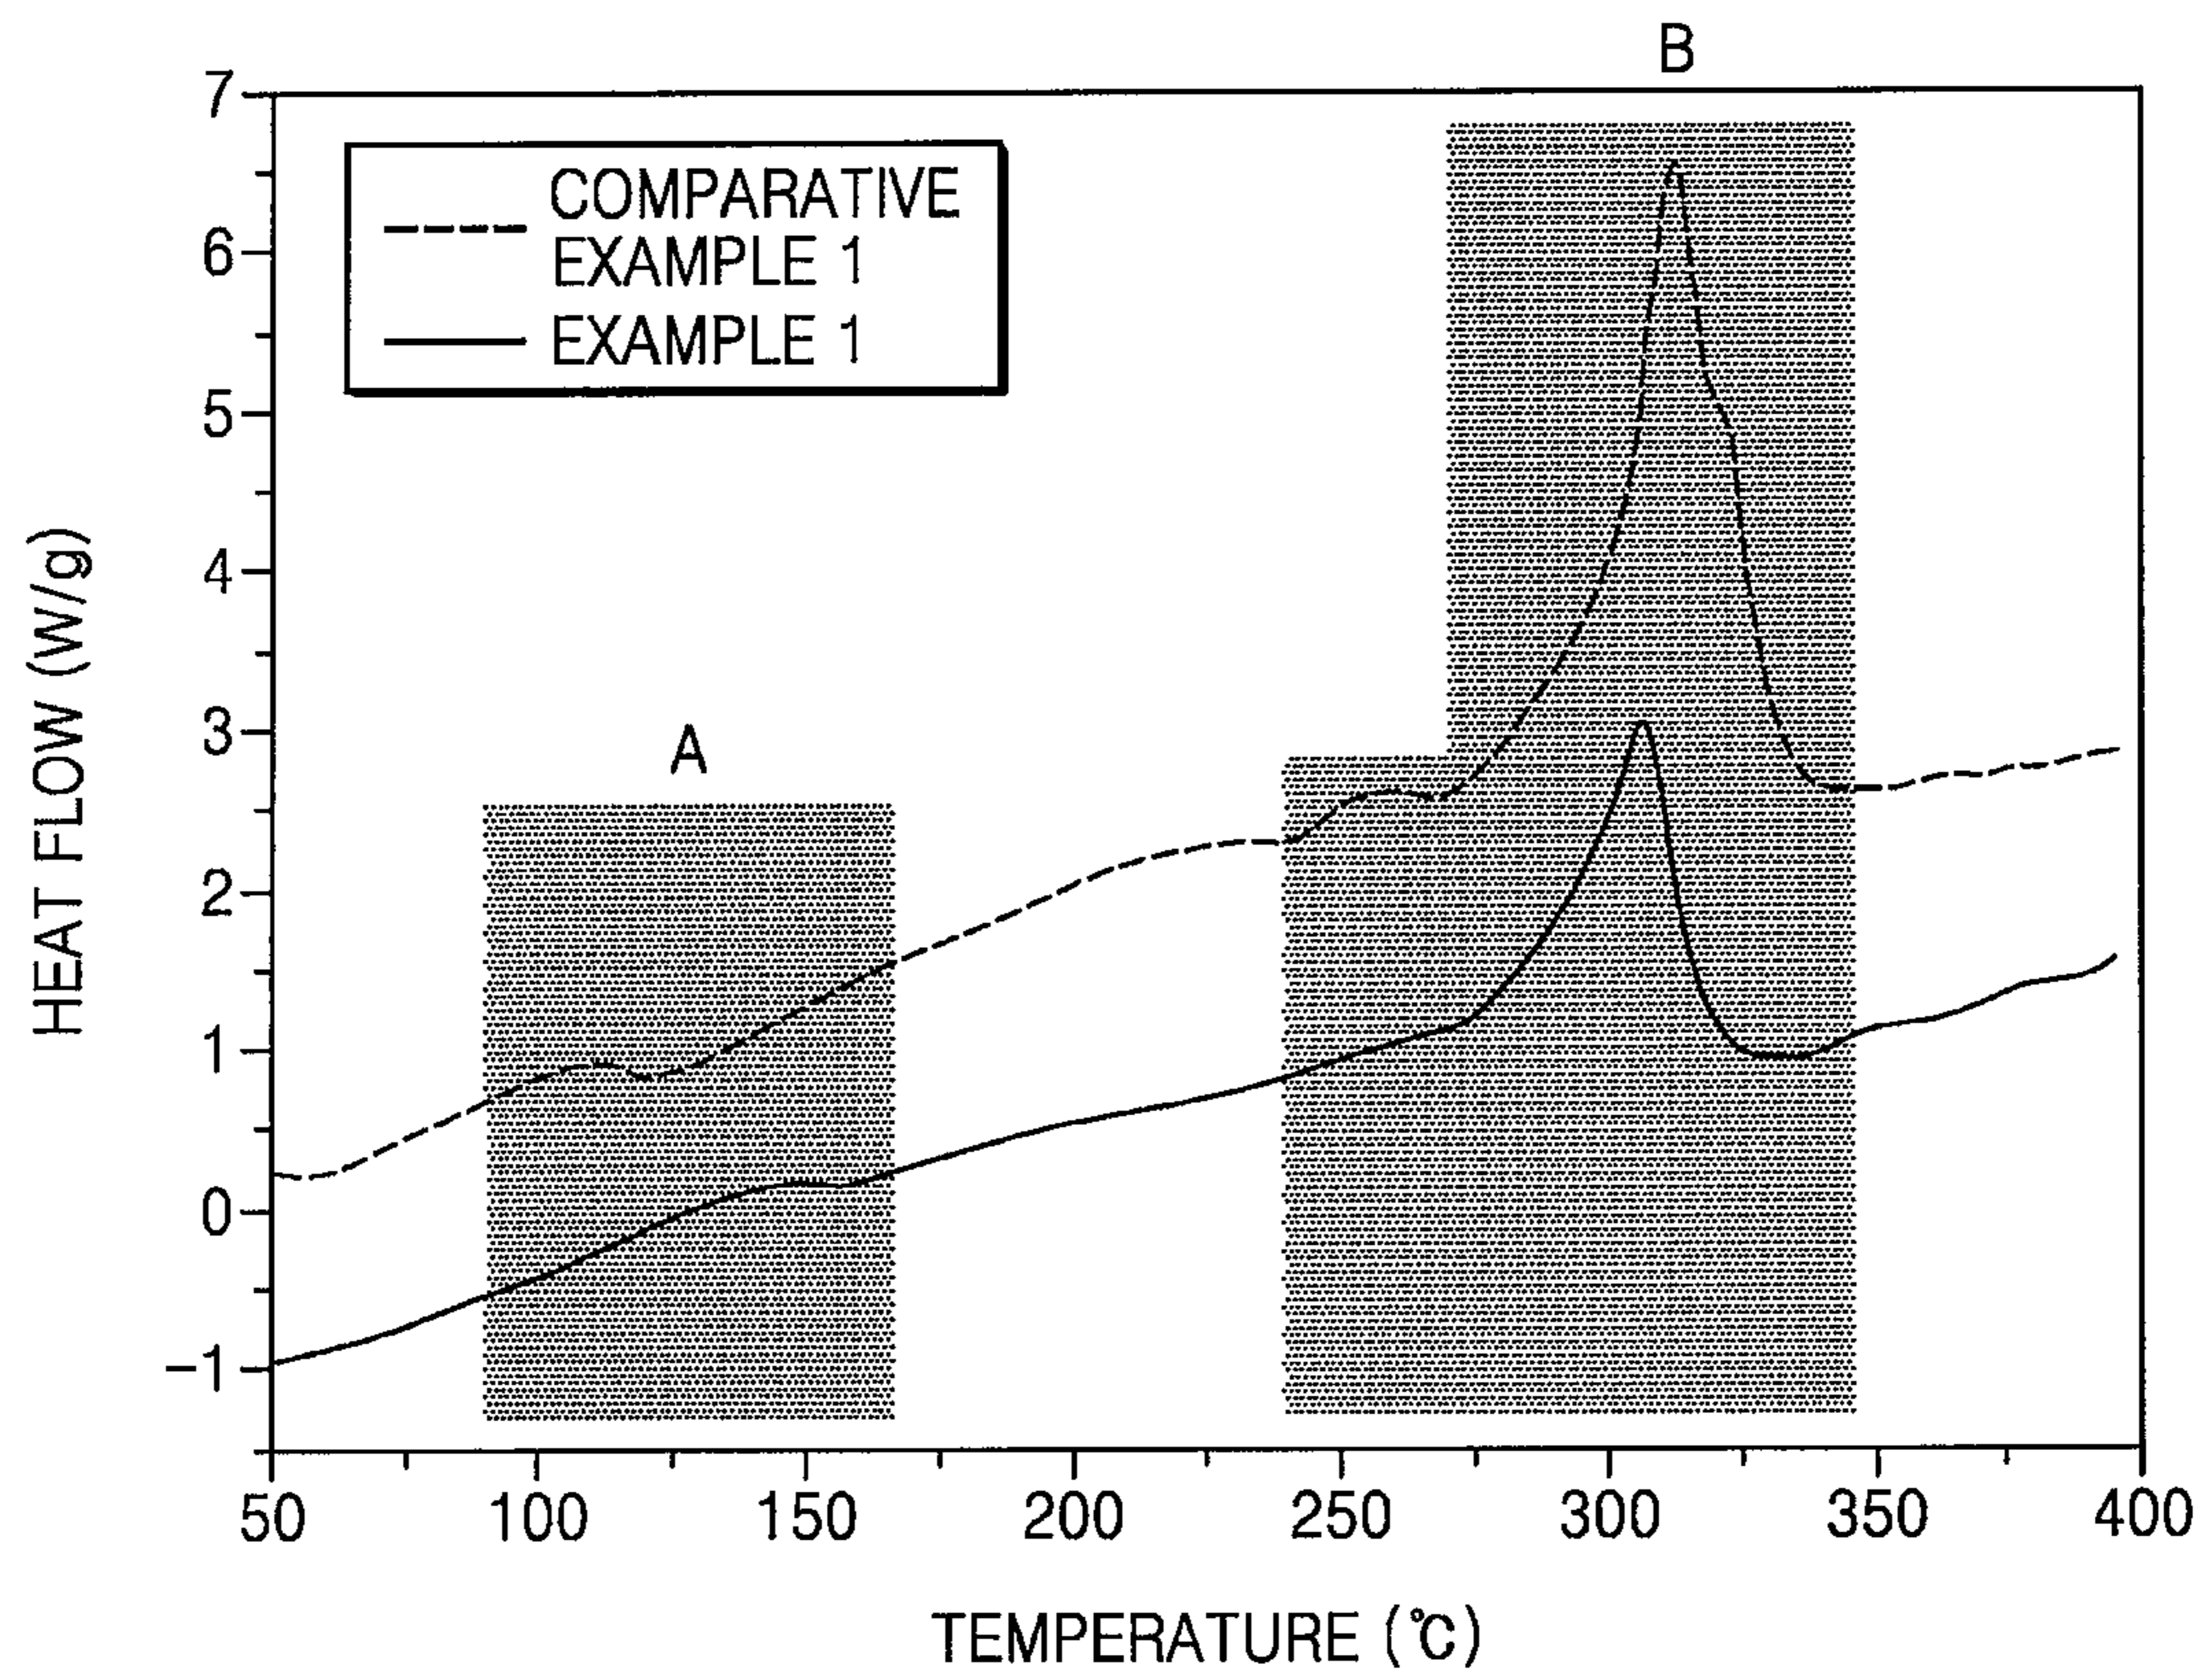 B
7
COMPARATIVE
EXAMPLE 1
EXAMPLE 1
6
5
4
3
A
2
1
0
-1
HEAT FLOW (W/g)
50 100 150 200 250 300 350 400
TEMPERATURE (℃)